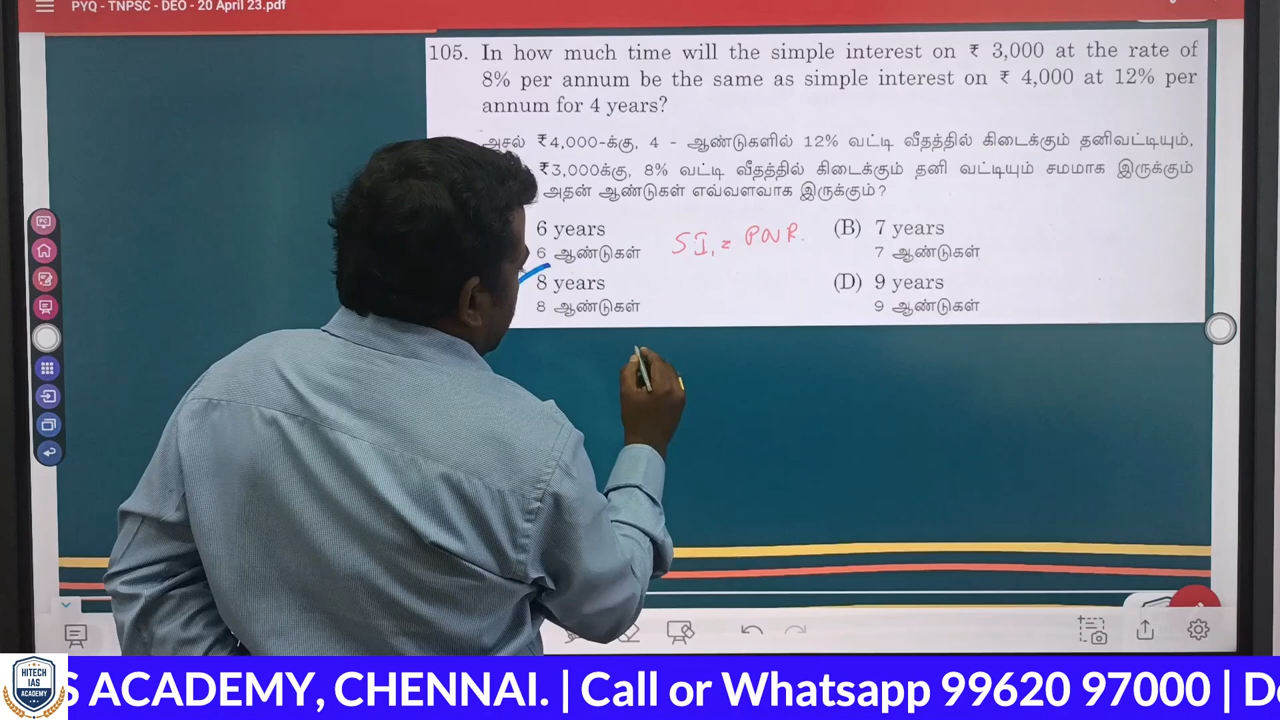 PYQ - TNPSC - DEO - 20 April 23.pdf
105. In how much time will the simple interest on ₹ 3,000 at the rate of
8% per annum be the same as simple interest on ₹ 4,000 at 12% per
annum for 4 years?
அசல் ₹4,000-க்கு, 4 - ஆண்டுகளில் 12% வட்டி வீதத்தில் கிடைக்கும் தனிவட்டியும்,
₹3,000க்கு, 8% வட்டி வீதத்தில் கிடைக்கும் தனி வட்டியும் சமமாக இருக்கும்
அதன் ஆண்டுகள் எவ்வளவாக இருக்கும்?
6 years
6 ஆண்டுகள்
SI, = PNR.
(B) 7 years
7 ஆண்டுகள்
8 years
8 ஆண்டுகள்
(D) 9 years
9 ஆண்டுகள்
HITECH
IAS
ACADEMY
S ACADEMY, CHENNAI. | Call or Whatsapp 99620 97000 | D